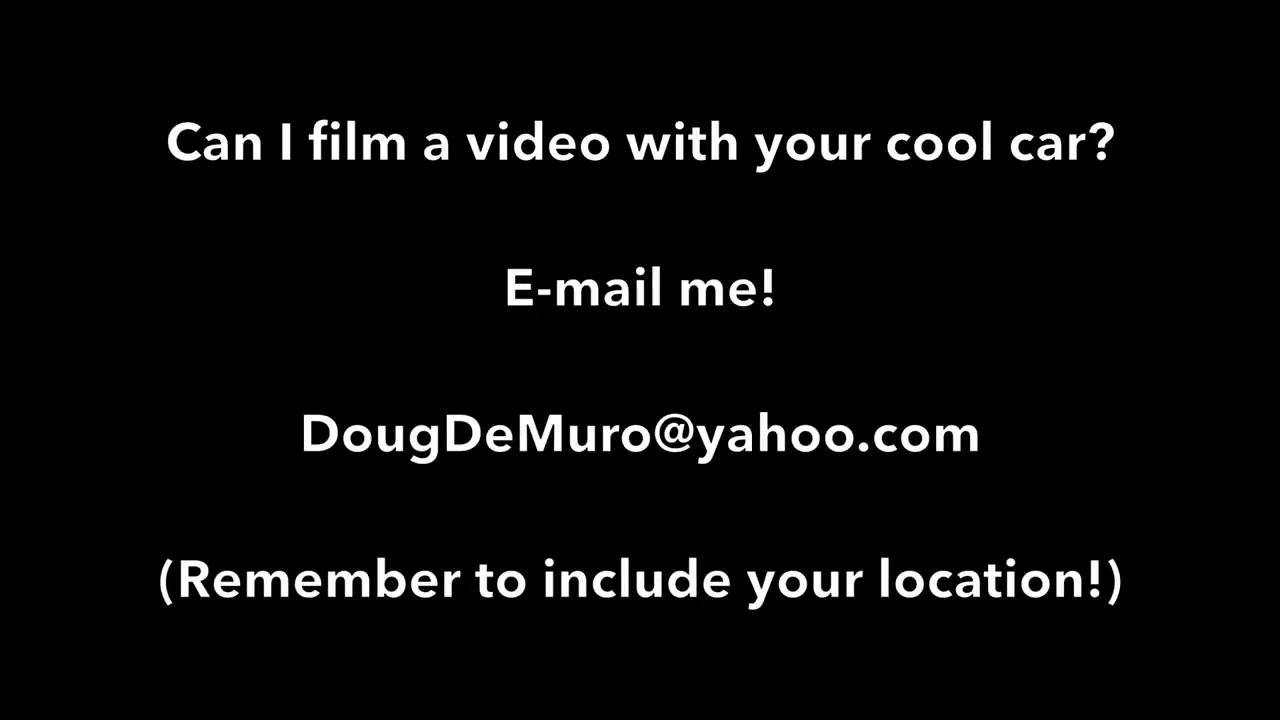 Can I film a video with your cool car?
E-mail me!
DougDeMuro@yahoo.com
(Remember to include your location!)